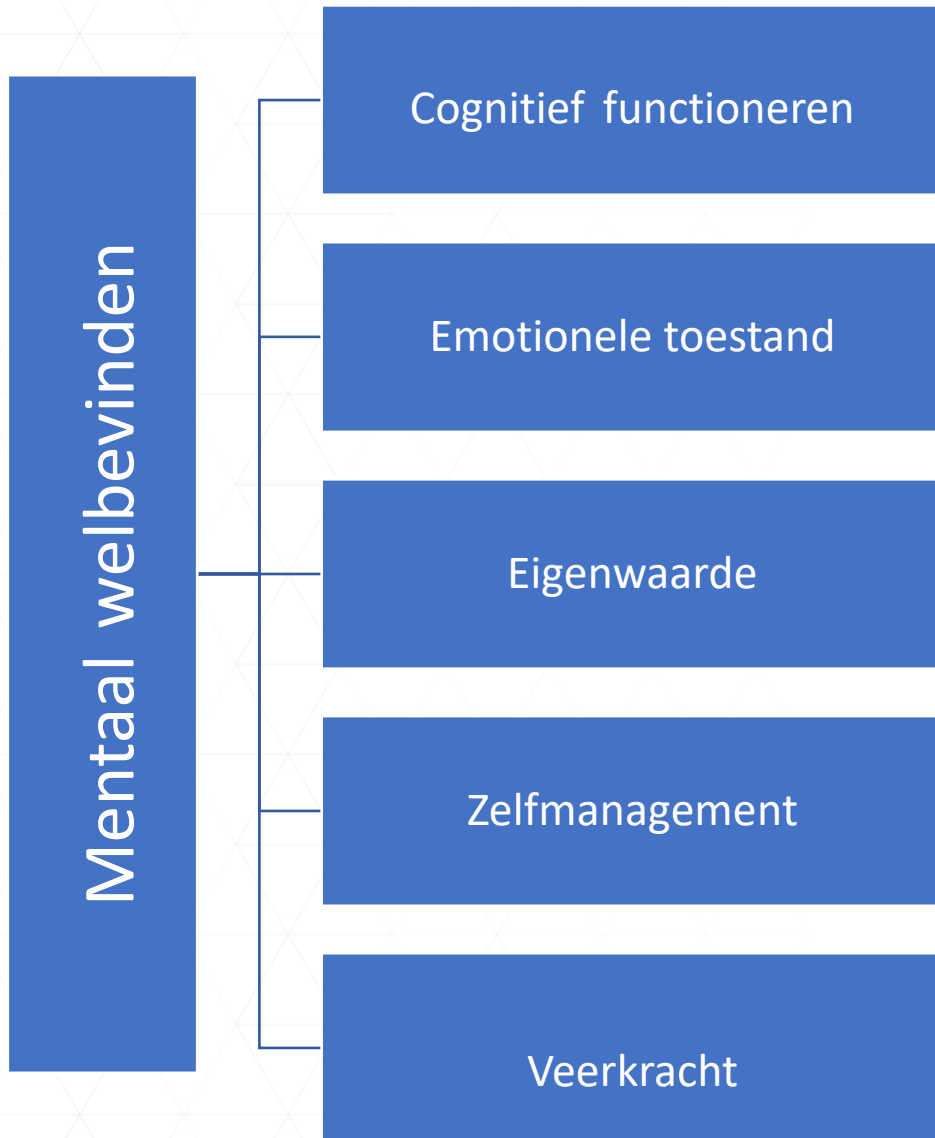 Mentaal welbevinden
Cognitief functioneren
Emotionele toestand
Eigenwaarde
Zelfmanagement
Veerkracht